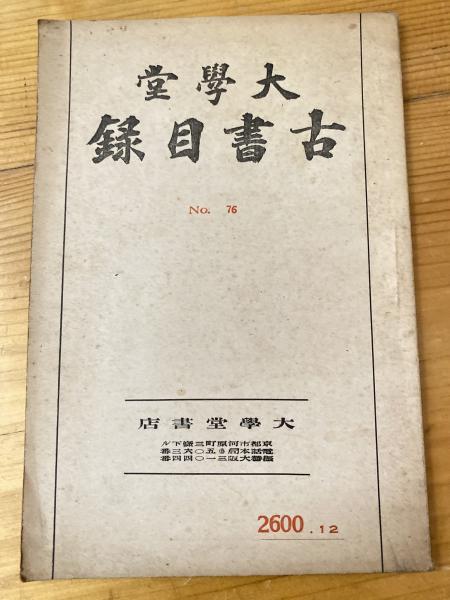 大學堂
古書目錄
No. 76
大學堂書店
京都市河原町三條下ル
電話本局⑤五〇六三番
振替大阪三一〇四四番
2600.12